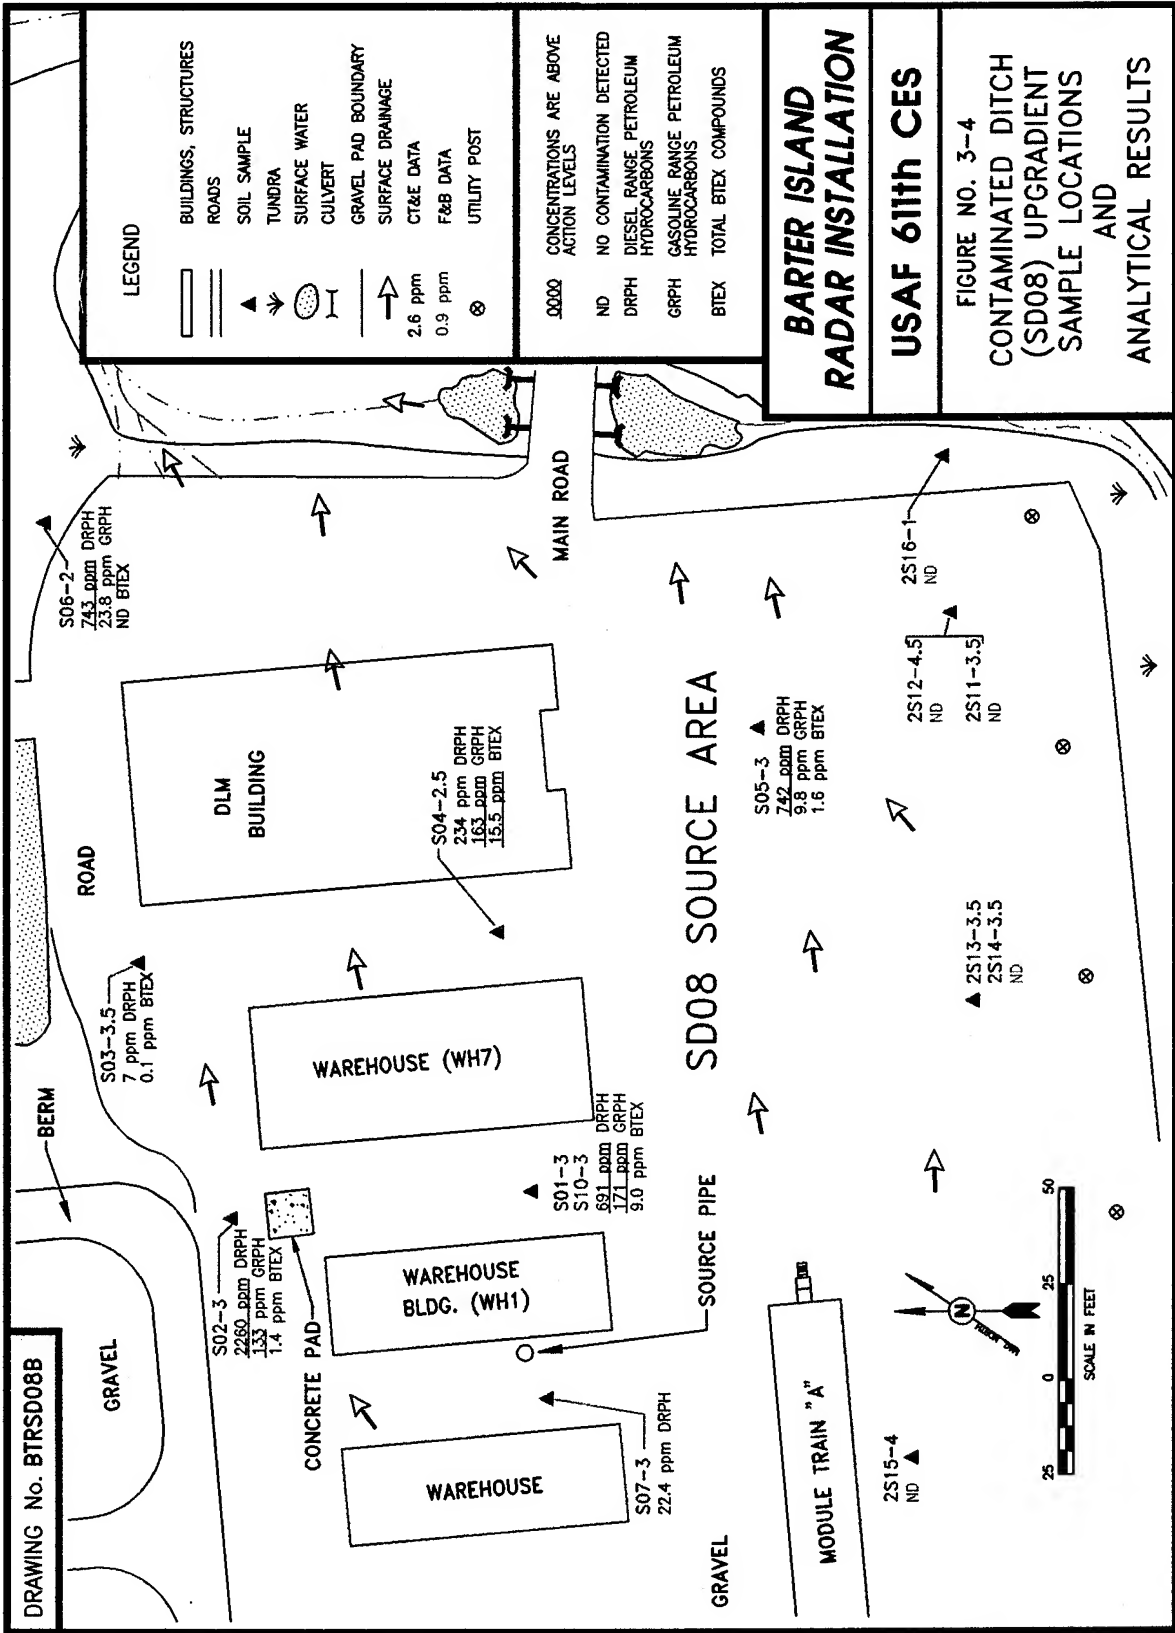 DRAWING No. BTRSD08B
GRAVEL
BERM
ROAD
S02-3
2260 ppm DRPH
133 ppm GRPH
1.4 ppm BTEX
S03-3.5
7 ppm DRPH
0.1 ppm BTEX
S06-2
743 ppm DRPH
23.8 ppm GRPH
ND BTEX
CONCRETE PAD
WAREHOUSE
WAREHOUSE
BLDG. (WH1)
WAREHOUSE (WH7)
DLM
BUILDING
S04-2.5
234 ppm DRPH
163 ppm GRPH
15.5 ppm BTEX
S01-3
S10-3
691 ppm DRPH
171 ppm GRPH
9.0 ppm BTEX
S07-3
22.4 ppm DRPH
SOURCE PIPE
MAIN ROAD
SD08 SOURCE AREA
GRAVEL
MODULE TRAIN "A"
S05-3
742 ppm DRPH
9.8 ppm GRPH
1.6 ppm BTEX
2S15-4
ND
2S13-3.5
2S14-3.5
ND
2S12-4.5
ND
2S11-3.5
ND
2S16-1
ND
N
MAG. NORTH
25
0
25
50
SCALE IN FEET
LEGEND
BUILDINGS, STRUCTURES
ROADS
SOIL SAMPLE
TUNDRA
SURFACE WATER
CULVERT
GRAVEL PAD BOUNDARY
SURFACE DRAINAGE
2.6 ppm CT&E DATA
0.9 ppm F&B DATA
UTILITY POST
0000 CONCENTRATIONS ARE ABOVE
ACTION LEVELS
ND NO CONTAMINATION DETECTED
DRPH DIESEL RANGE PETROLEUM
HYDROCARBONS
GRPH GASOLINE RANGE PETROLEUM
HYDROCARBONS
BTEX TOTAL BTEX COMPOUNDS
BARTER ISLAND
RADAR INSTALLATION
USAF 611th CES
FIGURE NO. 3-4
CONTAMINATED DITCH
(SD08) UPGRADIENT
SAMPLE LOCATIONS
AND
ANALYTICAL RESULTS